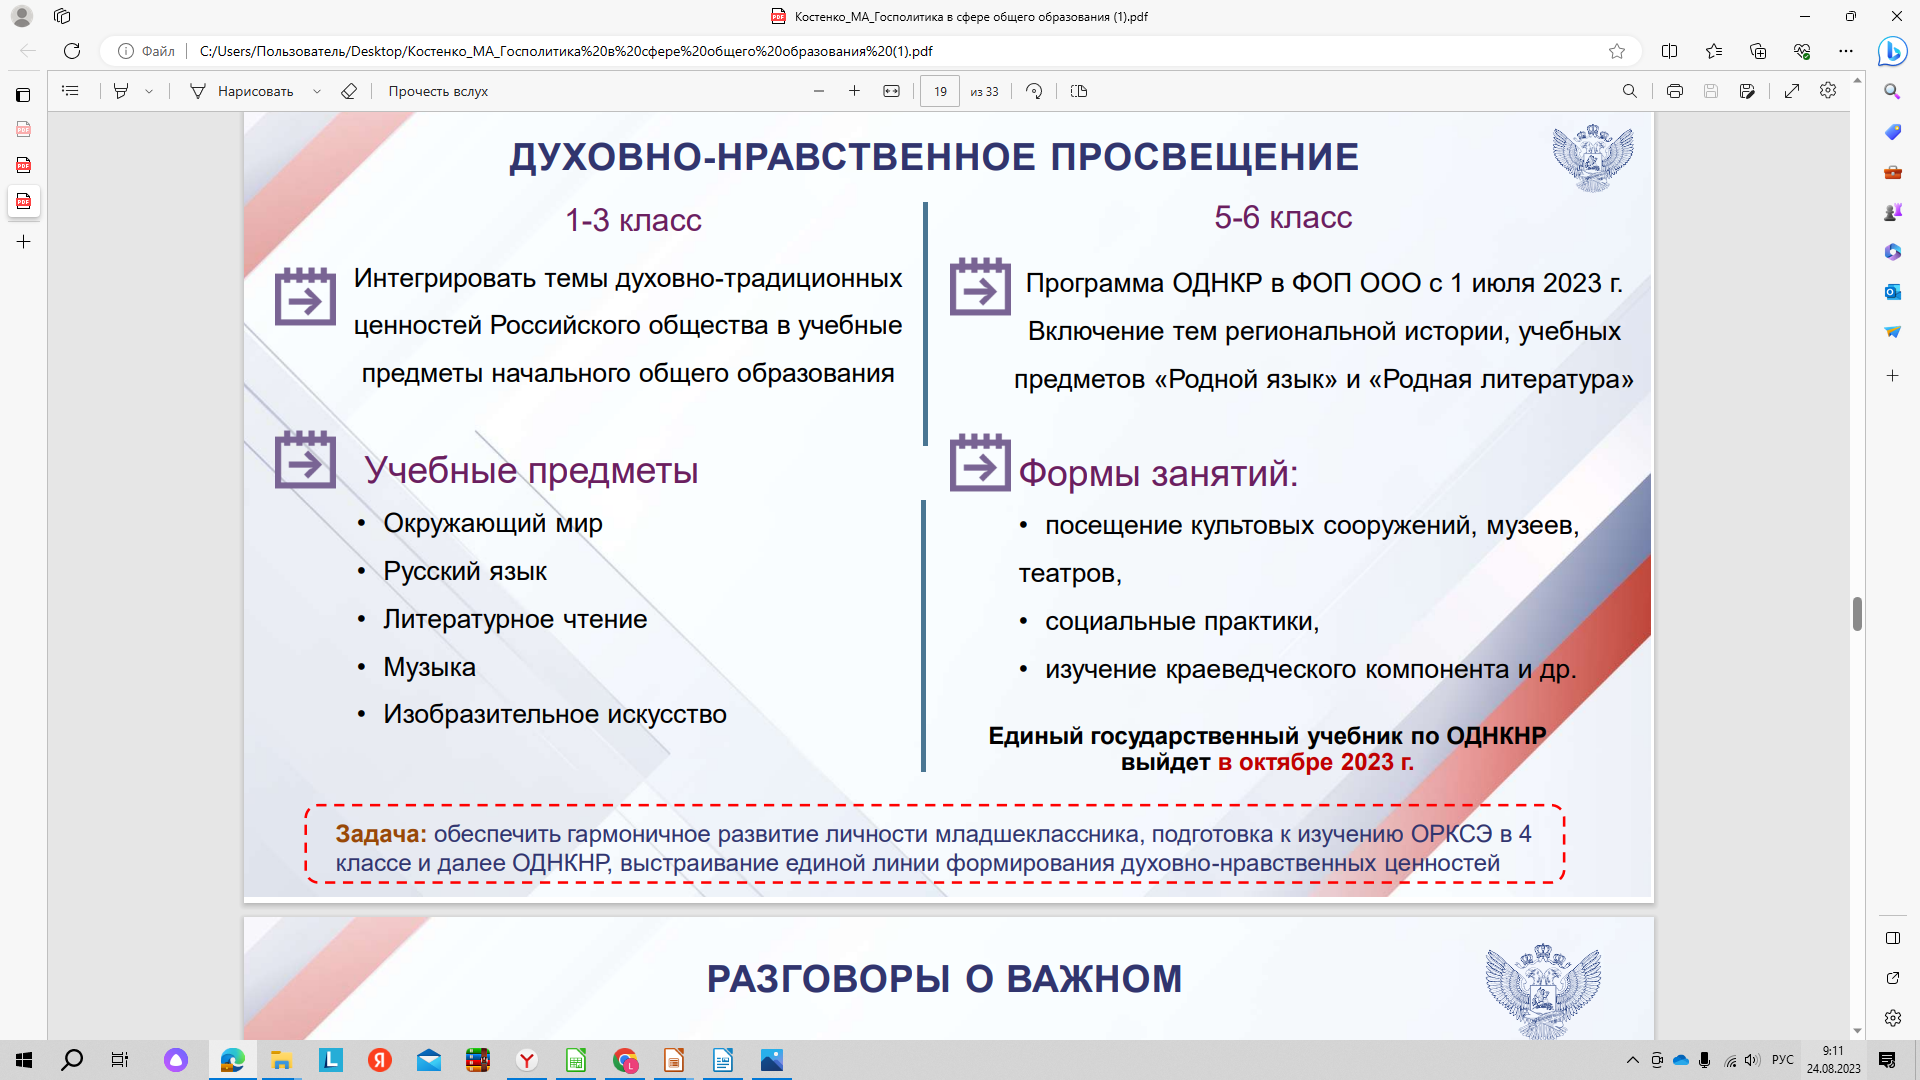 Костенко_МА_Госполитика в сфере общего образования (1).pdf
Файл
C:/Users/Пользователь/Desktop/Костенко_МА_Госполитика%20в%20сфере%20общего%20образования%20(1).pdf
Нарисовать
Прочесть вслух
19
из 33
ДУХОВНО-НРАВСТВЕННОЕ ПРОСВЕЩЕНИЕ
1-3 класс
Интегрировать темы духовно-традиционных
ценностей Российского общества в учебные
предметы начального общего образования
Учебные предметы
• Окружающий мир
• Русский язык
• Литературное чтение
• Музыка
• Изобразительное искусство
5-6 класс
Программа ОДНКР в ФОП ООО с 1 июля 2023 г.
Включение тем региональной истории, учебных
предметов «Родной язык» и «Родная литература»
Формы занятий:
• посещение культовых сооружений, музеев,
театров,
• социальные практики,
• изучение краеведческого компонента и др.
Единый государственный учебник по ОДНКНР
выйдет в октябре 2023 г.
Задача: обеспечить гармоничное развитие личности младшеклассника, подготовка к изучению ОРКСЭ в 4
классе и далее ОДНКНР, выстраивание единой линии формирования духовно-нравственных ценностей
РАЗГОВОРЫ О ВАЖНОМ
РУС
9:11
24.08.2023